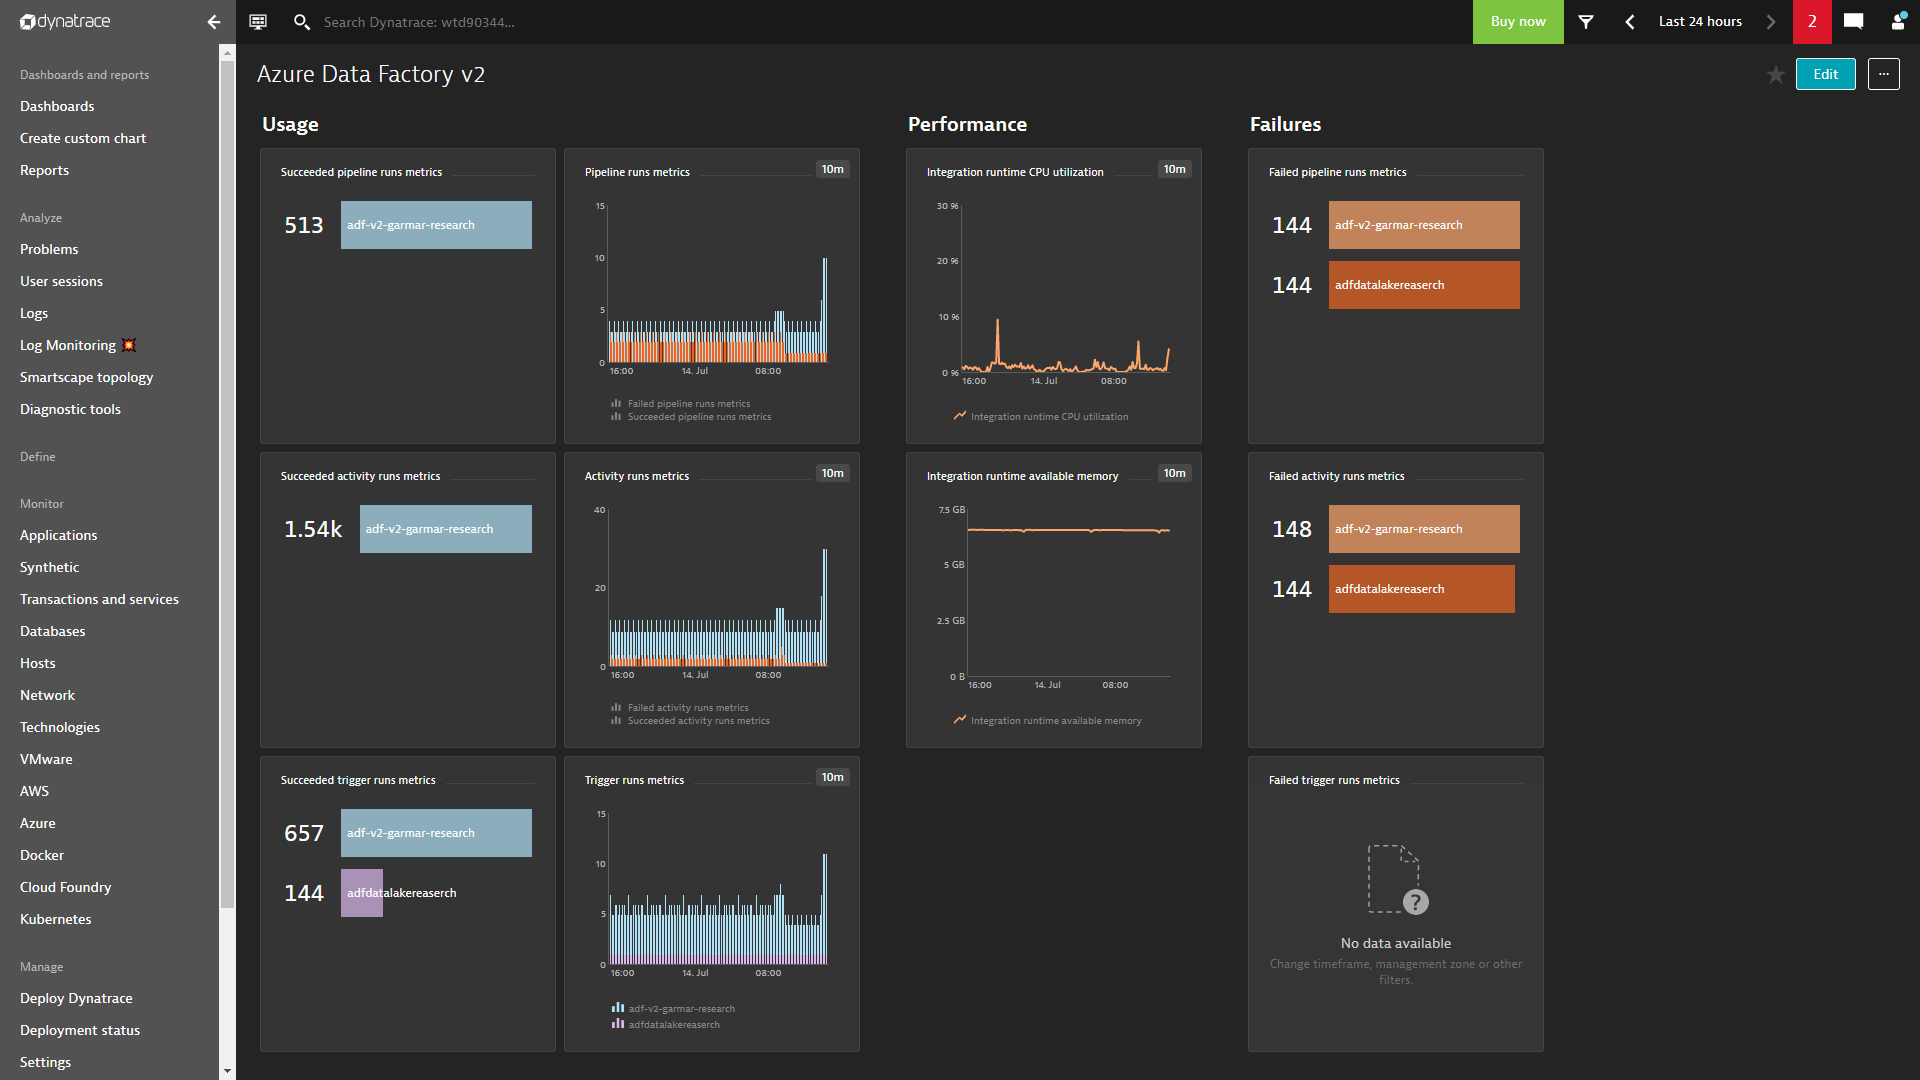 dynatrace
Search Dynatrace: wtd90344...
Buy now
Last 24 hours
2
Dashboards and reports
Dashboards
Create custom chart
Reports
Analyze
Problems
User sessions
Logs
Log Monitoring 💥
Smartscape topology
Diagnostic tools
Define
Monitor
Applications
Synthetic
Transactions and services
Databases
Hosts
Network
Technologies
VMware
AWS
Azure
Docker
Cloud Foundry
Kubernetes
Manage
Deploy Dynatrace
Deployment status
Settings
Azure Data Factory v2
Edit
...
Usage
Performance
Failures
Succeeded pipeline runs metrics
513
adf-v2-garmar-research
Pipeline runs metrics
10m
15
10
5
0
16:00
14. Jul
08:00
Failed pipeline runs metrics
Succeeded pipeline runs metrics
Integration runtime CPU utilization
10m
30 %
20 %
10 %
0 %
16:00
14. Jul
08:00
Integration runtime CPU utilization
Failed pipeline runs metrics
144
adf-v2-garmar-research
144
adfdatalakereaserch
Succeeded activity runs metrics
1.54k
adf-v2-garmar-research
Activity runs metrics
10m
40
20
0
16:00
14. Jul
08:00
Failed activity runs metrics
Succeeded activity runs metrics
Integration runtime available memory
10m
7.5 GB
5 GB
2.5 GB
0 B
16:00
14. Jul
08:00
Integration runtime available memory
Failed activity runs metrics
148
adf-v2-garmar-research
144
adfdatalakereaserch
Succeeded trigger runs metrics
657
adf-v2-garmar-research
144
adfdatalakereaserch
Trigger runs metrics
10m
15
10
5
0
16:00
14. Jul
08:00
adf-v2-garmar-research
adfdatalakereaserch
Failed trigger runs metrics
?
No data available
Change timeframe, management zone or other
filters.